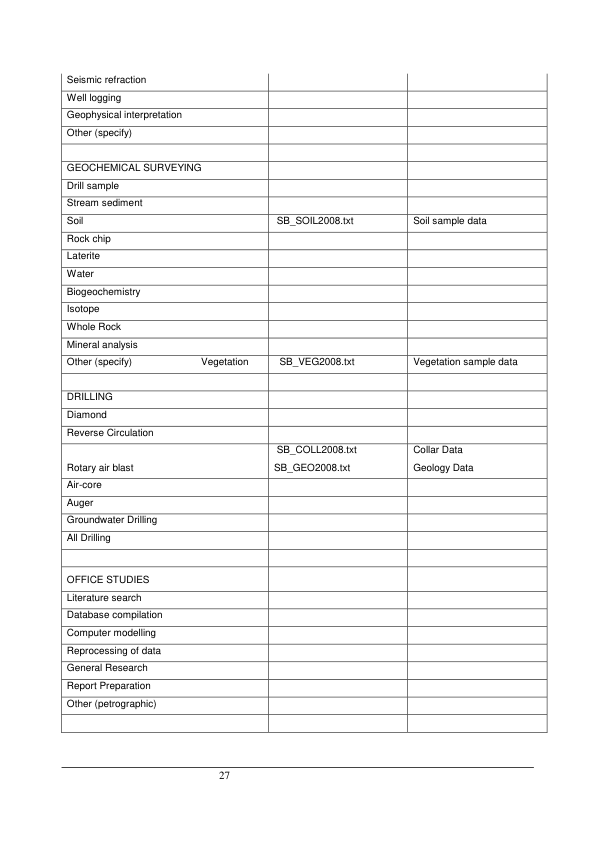 Seismic refraction
Well logging
Geophysical interpretation
Other (specify)
GEOCHEMICAL SURVEYING
Drill sample
Stream sediment
Soil SB_SOIL2008.txt Soil sample data
Rock chip
Laterite
Water
Biogeochemistry
Isotope
Whole Rock
Mineral analysis
Other (specify) Vegetation SB_VEG2008.txt Vegetation sample data
DRILLING
Diamond
Reverse Circulation
SB_COLL2008.txt Collar Data
Rotary air blast SB_GEO2008.txt Geology Data
Air-core
Auger
Groundwater Drilling
All Drilling
OFFICE STUDIES
Literature search
Database compilation
Computer modelling
Reprocessing of data
General Research
Report Preparation
Other (petrographic)
27